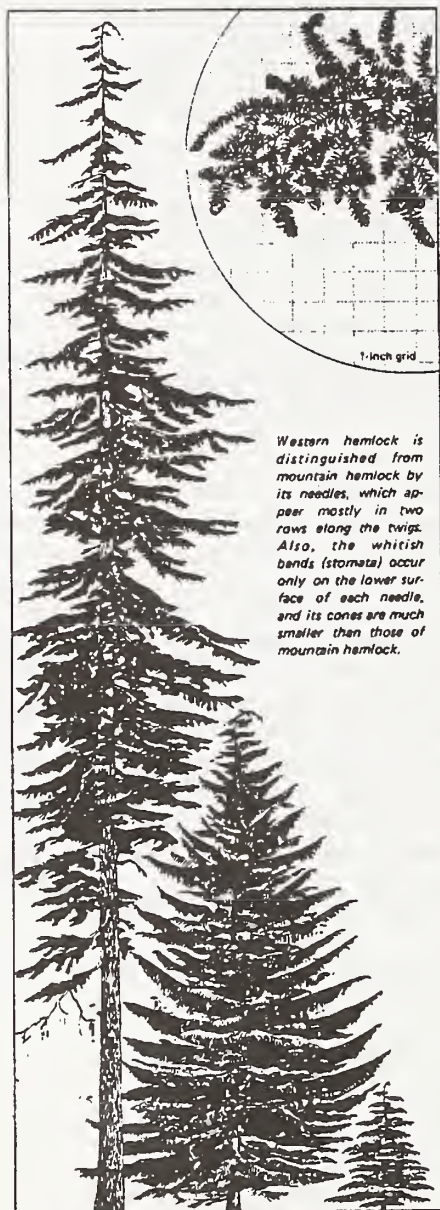 1-inch grid
Western hemlock is
distinguished from
mountain hemlock by
its needles, which ap-
pear mostly in two
rows along the twigs.
Also, the whitish
bands (stomata) occur
only on the lower sur-
face of each needle,
and its cones are much
smaller than those of
mountain hemlock.